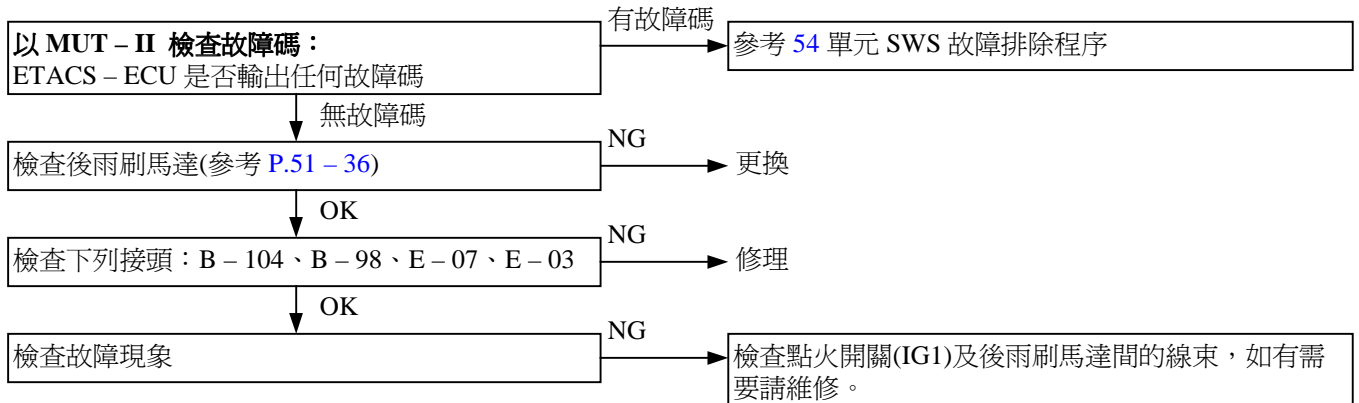 有故障碼
以 MUT – II 檢查故障碼：
ETACS – ECU 是否輸出任何故障碼
參考 54 單元 SWS 故障排除程序
無故障碼
NG
檢查後雨刷馬達(參考 P.51 – 36)
更換
OK
NG
檢查下列接頭：B – 104、B – 98、E – 07、E – 03
修理
OK
NG
檢查故障現象
檢查點火開關(IG1)及後雨刷馬達間的線束，如有需
要請維修。